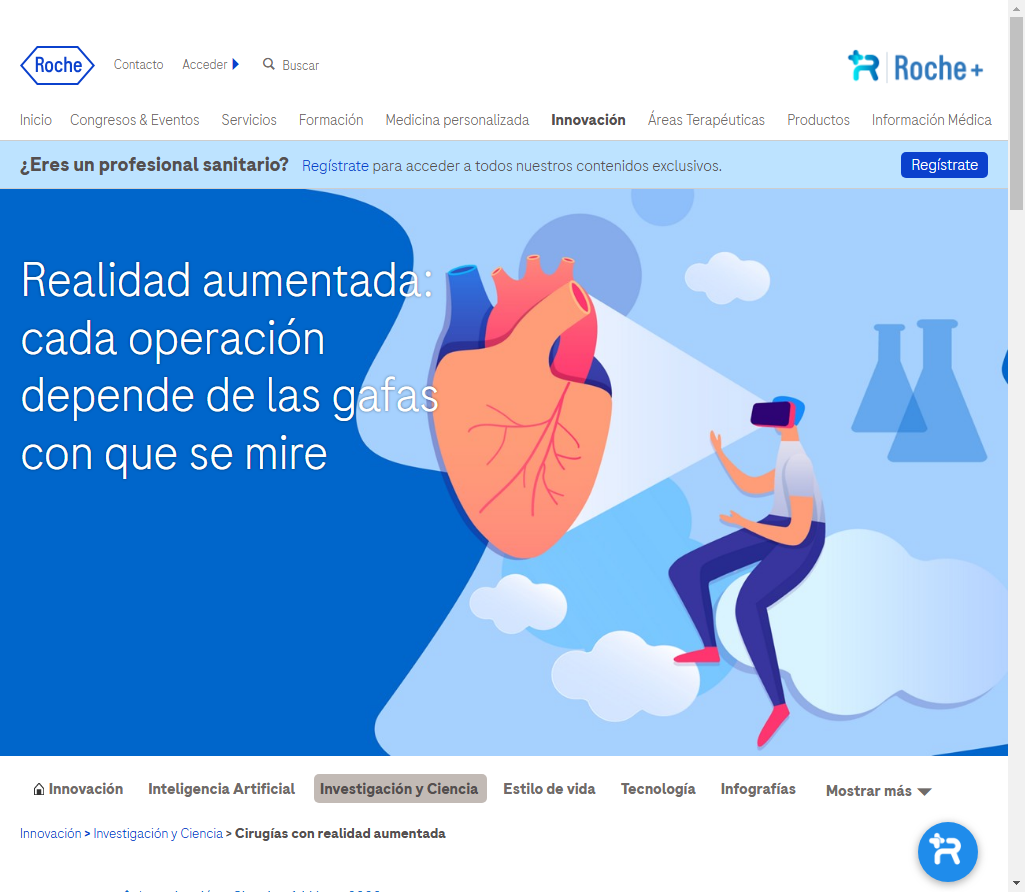 Roche
Contacto Acceder Buscar
Roche+
Inicio Congresos & Eventos Servicios Formación Medicina personalizada Innovación Áreas Terapéuticas Productos Información Médica
¿Eres un profesional sanitario? Regístrate para acceder a todos nuestros contenidos exclusivos. Regístrate
Realidad aumentada:
cada operación
depende de las gafas
con que se mire
Innovación Inteligencia Artificial Investigación y Ciencia Estilo de vida Tecnología Infografías Mostrar más
Innovación > Investigación y Ciencia > Cirugías con realidad aumentada